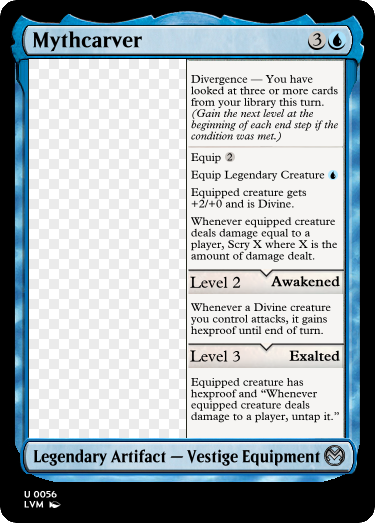 Mythcarver 3
Divergence — You have
looked at three or more cards
from your library this turn.
(Gain the next level at the
beginning of each end step if the
condition was met.)
Equip 2
Equip Legendary Creature
Equipped creature gets
+2/+0 and is Divine.
Whenever equipped creature
deals damage equal to a
player, Scry X where X is the
amount of damage dealt.
Level 2 Awakened
Whenever a Divine creature
you control attacks, it gains
hexproof until end of turn.
Level 3 Exalted
Equipped creature has
hexproof and “Whenever
equipped creature deals
damage to a player, untap it.”
Legendary Artifact — Vestige Equipment
U 0056
LVM